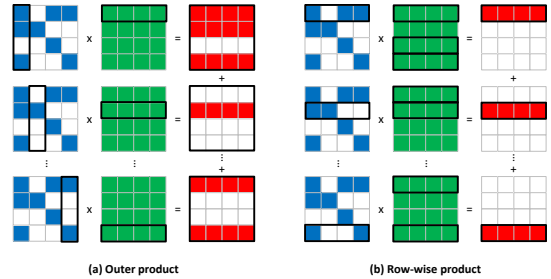 x = x =
+ +
x = x =
⋮ ⋮ ⋮ ⋮ ⋮ ⋮
+ +
x = x =
(a) Outer product (b) Row-wise product